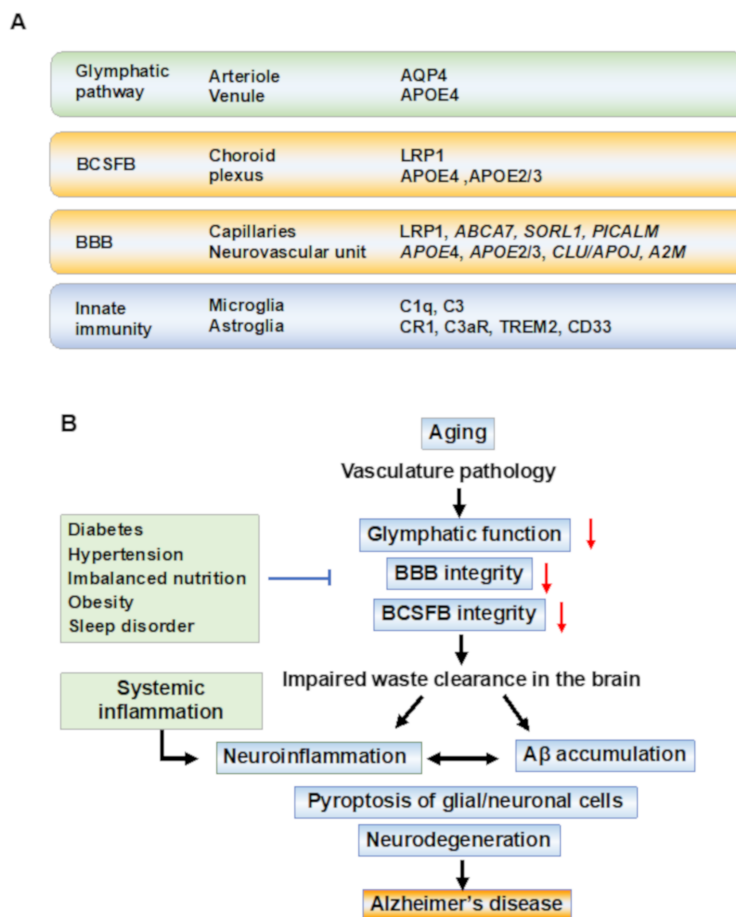 A
Glymphatic pathway
Arteriole
Venule
AQP4
APOE4
BCSFB
Choroid
plexus
LRP1
APOE4 ,APOE2/3
BBB
Capillaries
Neurovascular unit
LRP1, ABCA7, SORL1, PICALM
APOE4, APOE2/3, CLU/APOJ, A2M
Innate
immunity
Microglia
Astroglia
C1q, C3
CR1, C3aR, TREM2, CD33
B
Aging
Vasculature pathology
Diabetes
Hypertension
Imbalanced nutrition
Obesity
Sleep disorder
Glymphatic function
BBB integrity
BCSFB integrity
Impaired waste clearance in the brain
Systemic
inflammation
Neuroinflammation
Aβ accumulation
Pyroptosis of glial/neuronal cells
Neurodegeneration
Alzheimer's disease